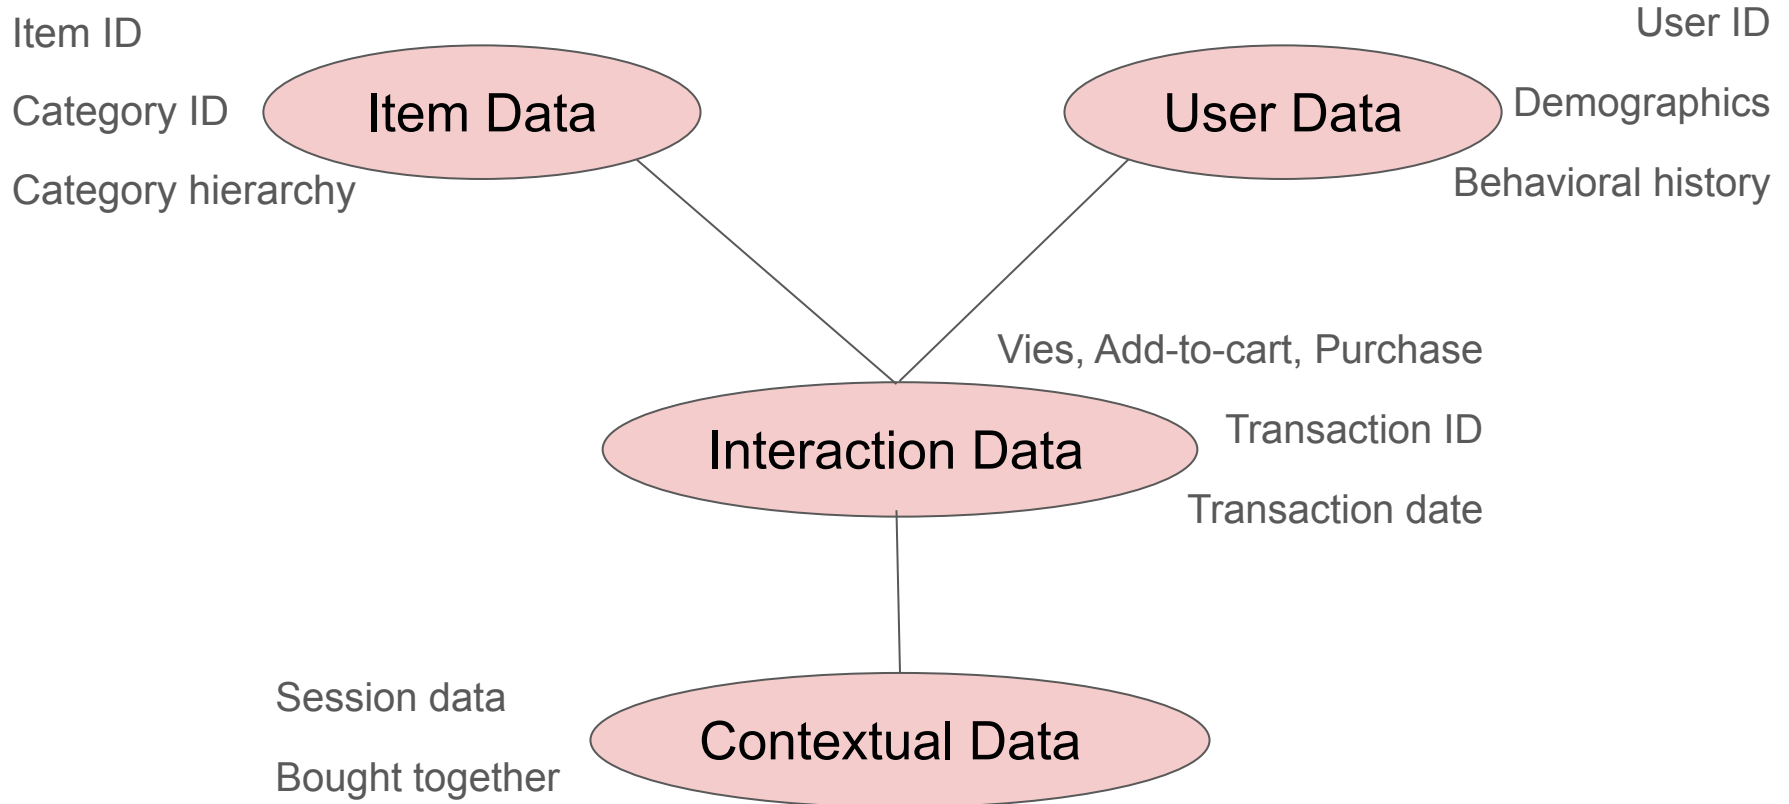 Item ID
Category ID
Category hierarchy
Item Data
User Data
User ID
Demographics
Behavioral history
Vies, Add-to-cart, Purchase
Transaction ID
Transaction date
Interaction Data
Session data
Bought together
Contextual Data